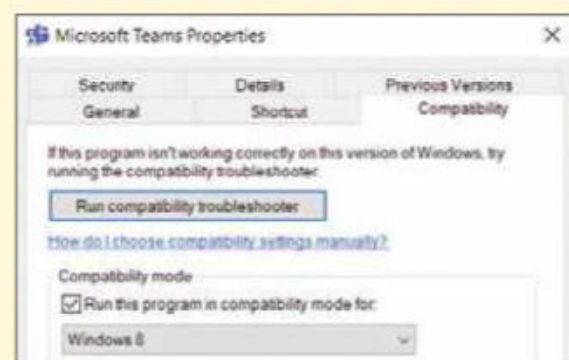 Microsoft Teams Properties
Security Details Previous Versions
General Shortcut Compatibility
If this program isn't working correctly on this version of Windows, try
running the compatibility troubleshooter.
Run compatibility troubleshooter
How do I choose compatibility settings manually?
Compatibility mode
Run this program in compatibility mode for:
Windows 8